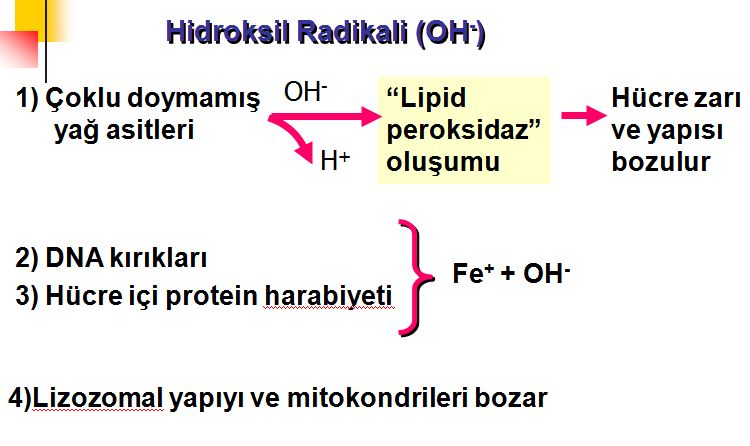 Hidroksil Radikali (OH-)
1) Çoklu doymamış
yağ asitleri
OH-
H+
“Lipid
peroksidaz”
oluşumu
Hücre zarı
ve yapısı
bozulur
2) DNA kırıkları
3) Hücre içi protein harabiyeti
Fe+ + OH-
4)Lizozomal yapıyı ve mitokondrileri bozar